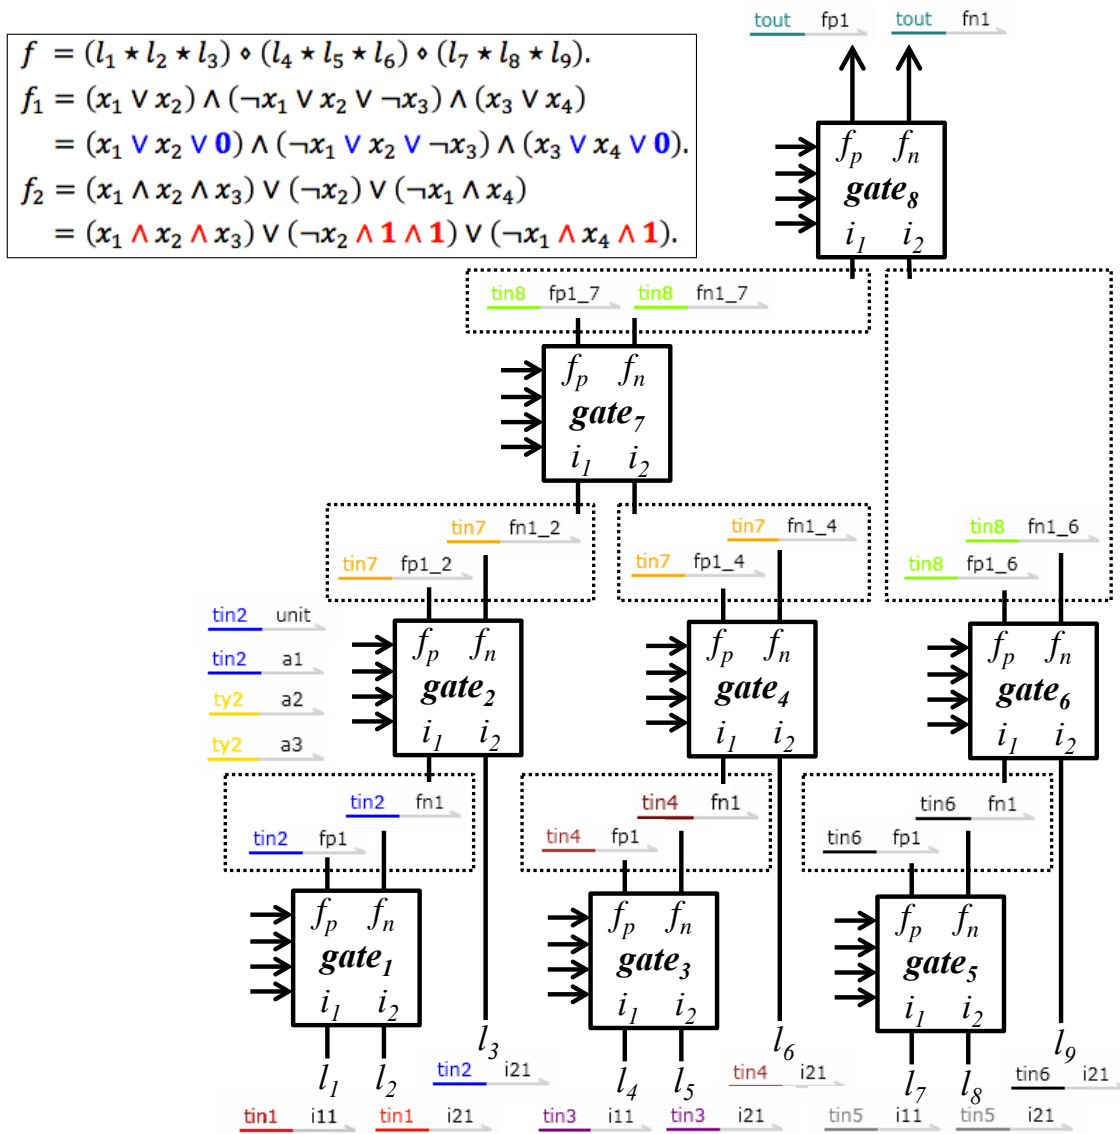 tout fp1 tout fn1
f = (l₁ ⋆ l₂ ⋆ l₃) ⋄ (l₄ ⋆ l₅ ⋆ l₆) ⋄ (l₇ ⋆ l₈ ⋆ l₉).
f₁ = (x₁ ∨ x₂) ∧ (¬x₁ ∨ x₂ ∨ ¬x₃) ∧ (x₃ ∨ x₄)
= (x₁ ∨ x₂ ∨ 0) ∧ (¬x₁ ∨ x₂ ∨ ¬x₃) ∧ (x₃ ∨ x₄ ∨ 0).
f₂ = (x₁ ∧ x₂ ∧ x₃) ∨ (¬x₂) ∨ (¬x₁ ∧ x₄)
= (x₁ ∧ x₂ ∧ x₃) ∨ (¬x₂ ∧ 1 ∧ 1) ∨ (¬x₁ ∧ x₄ ∧ 1).
fₚ fₙ
gate₈
i₁ i₂
tin8 fp1_7 tin8 fn1_7
fₚ fₙ
gate₇
i₁ i₂
tin7 fn1_2
tin7 fp1_2
tin7 fn1_4
tin7 fp1_4
tin8 fn1_6
tin8 fp1_6
tin2 unit
tin2 a1
ty2 a2
ty2 a3
fₚ fₙ
gate₂
i₁ i₂
fₚ fₙ
gate₄
i₁ i₂
fₚ fₙ
gate₆
i₁ i₂
tin2 fn1
tin2 fp1
tin4 fn1
tin4 fp1
tin6 fn1
tin6 fp1
fₚ fₙ
gate₁
i₁ i₂
fₚ fₙ
gate₃
i₁ i₂
fₚ fₙ
gate₅
i₁ i₂
l₃ l₆ l₉
tin2 i21 tin4 i21 tin6 i21
l₁ l₂ l₄ l₅ l₇ l₈
tin1 i11 tin1 i21 tin3 i11 tin3 i21 tin5 i11 tin5 i21